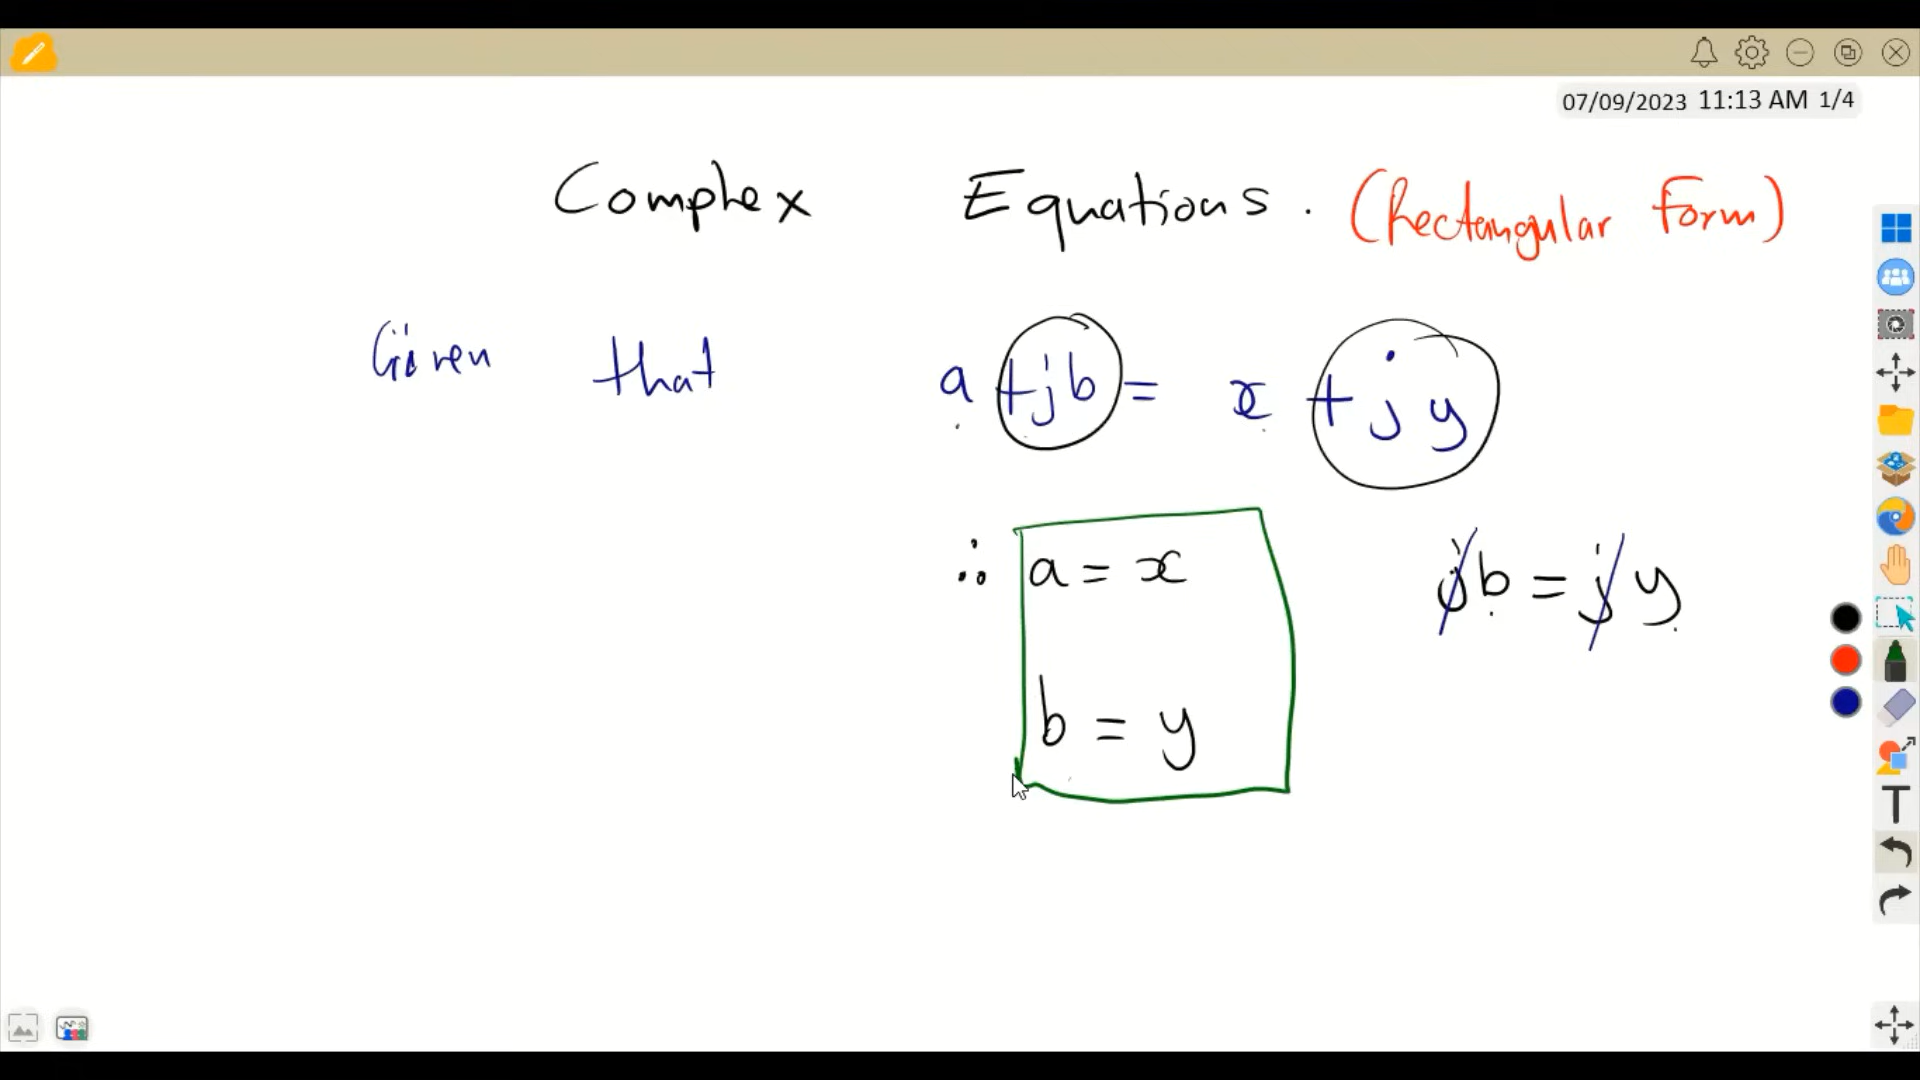 07/09/2023 11:13 AM 1/4
Complex Equations. (Rectangular Form)
Given that a + jb = x + jy
∴ a = x
jb = jy
b = y
T